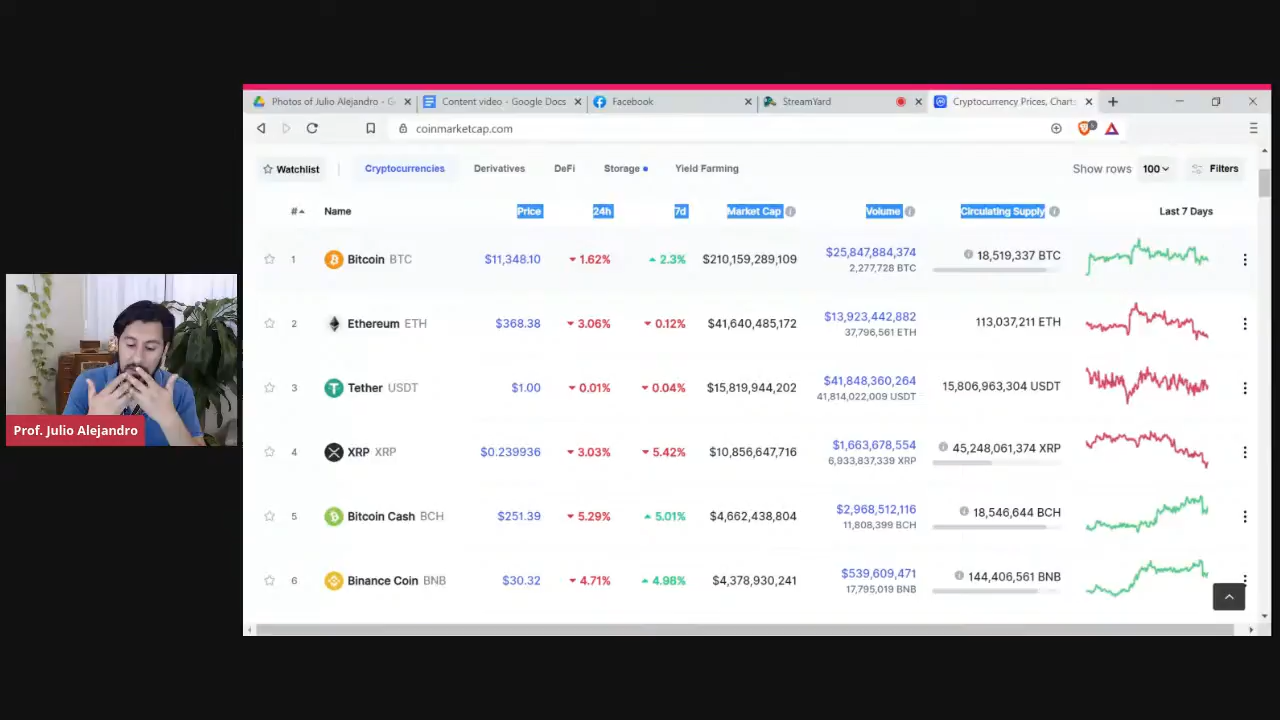 Photos of Julio Alejandro - G
Content video - Google Docs
Facebook
StreamYard
Cryptocurrency Prices, Charts
coinmarketcap.com
Watchlist
Cryptocurrencies
Derivatives
DeFi
Storage
Yield Farming
Show rows
100
Filters
# Name Price 24h 7d Market Cap Volume Circulating Supply Last 7 Days
1 Bitcoin BTC $11,348.10 1.62% 2.3% $210,159,289,109 $25,847,884,374 18,519,337 BTC
2,277,728 BTC
2 Ethereum ETH $368.38 3.06% 0.12% $41,640,485,172 $13,923,442,882 113,037,211 ETH
37,796,561 ETH
3 Tether USDT $1.00 0.01% 0.04% $15,819,944,202 $41,848,360,264 15,806,963,304 USDT
41,814,022,009 USDT
4 XRP XRP $0.239936 3.03% 5.42% $10,856,647,716 $1,663,678,554 45,248,061,374 XRP
6,933,837,339 XRP
5 Bitcoin Cash BCH $251.39 5.29% 5.01% $4,662,438,804 $2,968,512,116 18,546,644 BCH
11,808,399 BCH
6 Binance Coin BNB $30.32 4.71% 4.98% $4,378,930,241 $539,609,471 144,406,561 BNB
17,795,019 BNB
Prof. Julio Alejandro